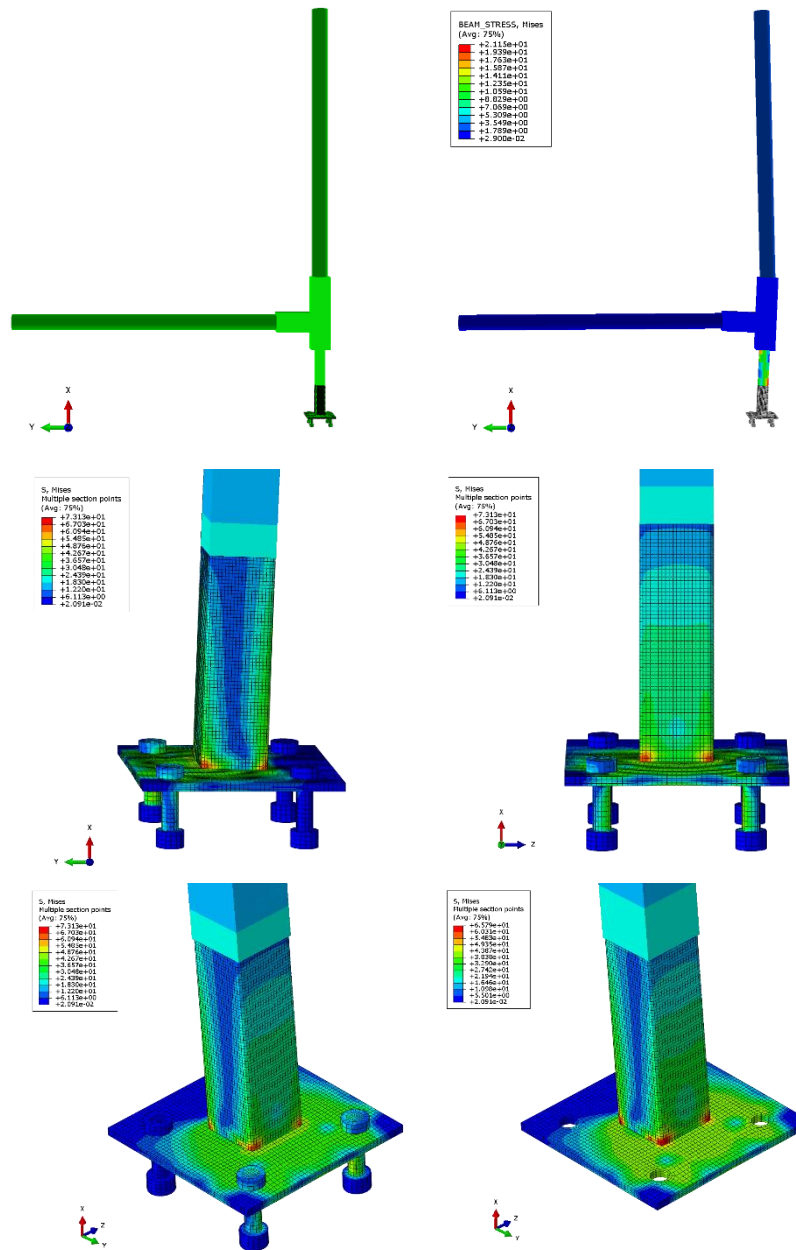 X
Y
BEAM_STRESS, Mises
(Avg: 75%)
+2.115e+01
+1.939e+01
+1.763e+01
+1.587e+01
+1.411e+01
+1.235e+01
+1.059e+01
+8.829e+00
+7.069e+00
+5.309e+00
+3.549e+00
+1.789e+00
+2.900e-02
X
Y
S, Mises
Multiple section points
(Avg: 75%)
+7.313e+01
+6.703e+01
+6.094e+01
+5.485e+01
+4.876e+01
+4.267e+01
+3.657e+01
+3.048e+01
+2.439e+01
+1.830e+01
+1.220e+01
+6.113e+00
+2.091e-02
X
Y
S, Mises
Multiple section points
(Avg: 75%)
+7.313e+01
+6.703e+01
+6.094e+01
+5.485e+01
+4.876e+01
+4.267e+01
+3.657e+01
+3.048e+01
+2.439e+01
+1.830e+01
+1.220e+01
+6.113e+00
+2.091e-02
X
Z
S, Mises
Multiple section points
(Avg: 75%)
+7.313e+01
+6.703e+01
+6.094e+01
+5.485e+01
+4.876e+01
+4.267e+01
+3.657e+01
+3.048e+01
+2.439e+01
+1.830e+01
+1.220e+01
+6.113e+00
+2.091e-02
X
Z
Y
S, Mises
Multiple section points
(Avg: 75%)
+6.579e+01
+6.031e+01
+5.483e+01
+4.935e+01
+4.387e+01
+3.838e+01
+3.290e+01
+2.742e+01
+2.194e+01
+1.646e+01
+1.098e+01
+5.501e+00
+2.091e-02
X
Z
Y